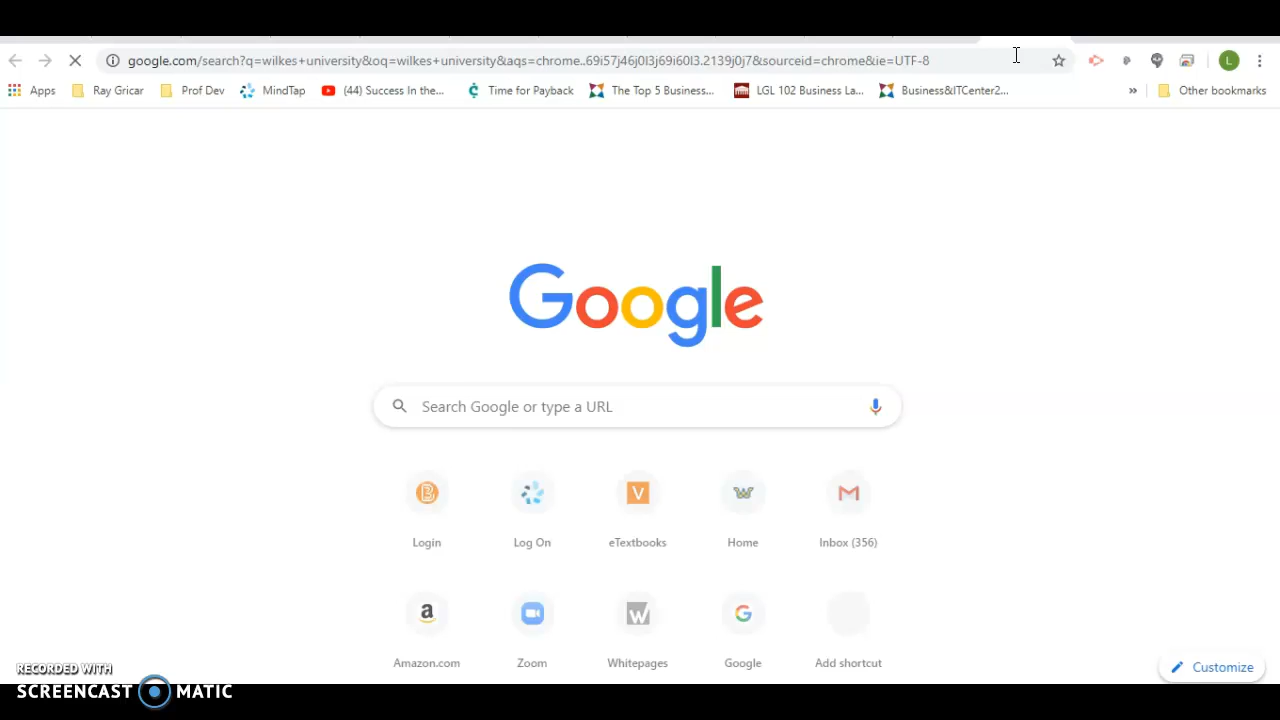 google.com/search?q=wilkes+university&oq=wilkes+university&aqs=chrome..69i57j46j0l3j69i60l3.2139j0j7&sourceid=chrome&ie=UTF-8
L
Apps Ray Gricar Prof Dev MindTap (44) Success In the... Time for Payback The Top 5 Business... LGL 102 Business La... Business&ITCenter2... » Other bookmarks
Google
Search Google or type a URL
Login Log On eTextbooks Home Inbox (356)
Amazon.com Zoom Whitepages Google Add shortcut
Customize
RECORDED WITH
SCREENCAST MATIC